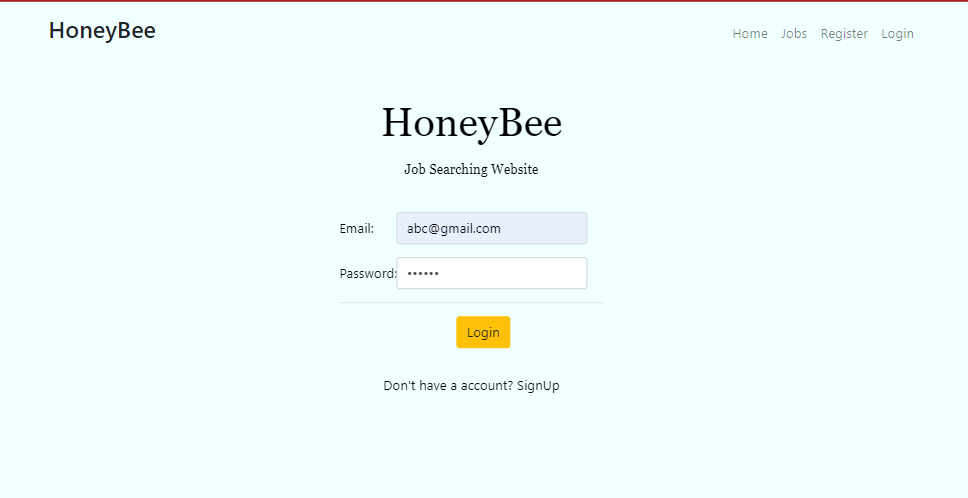 HoneyBee
Home Jobs Register Login
HoneyBee
Job Searching Website
Email: abc@gmail.com
Password: ••••••
Login
Don't have a account? SignUp